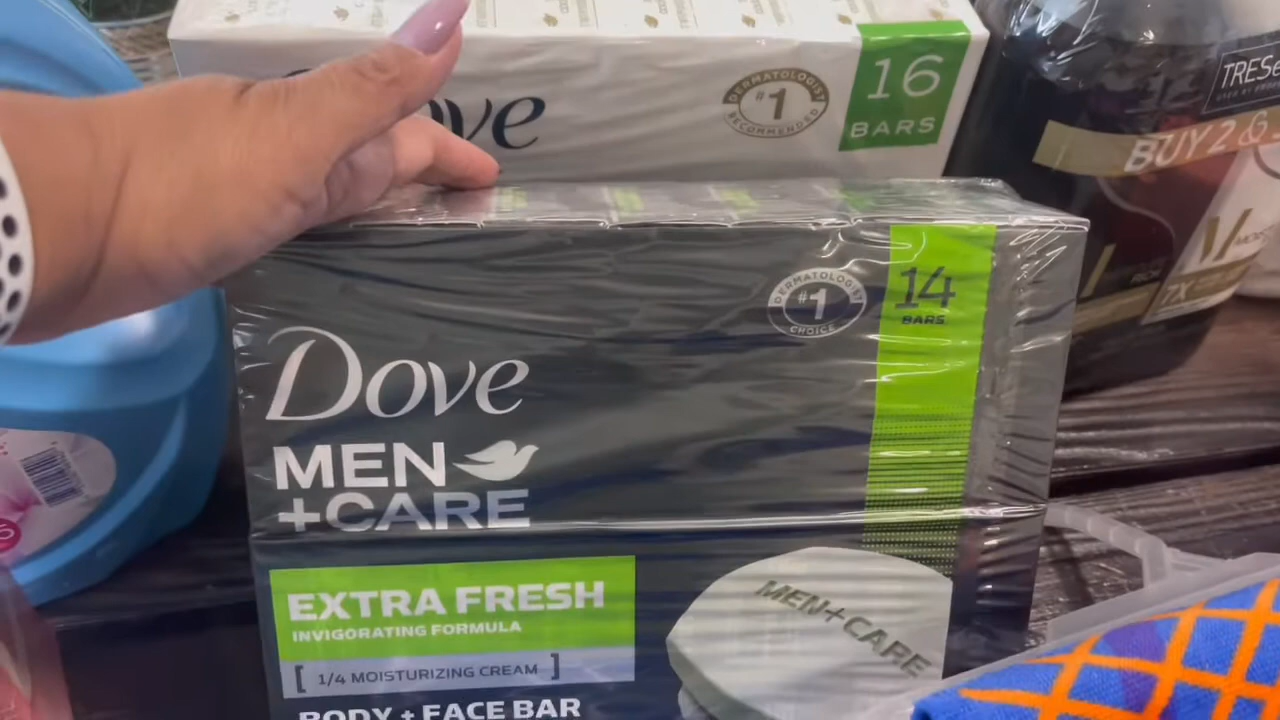 16
BARS
DERMATOLOGIST
#1
RECOMMENDED
ve
TRESe
BUY 2 &
14
BARS
DERMATOLOGIST
#1
CHOICE
Dove
MEN
+CARE
EXTRA FRESH
INVIGORATING FORMULA
[ 1/4 MOISTURIZING CREAM ]
BODY + FACE BAR
MEN+CARE
7X